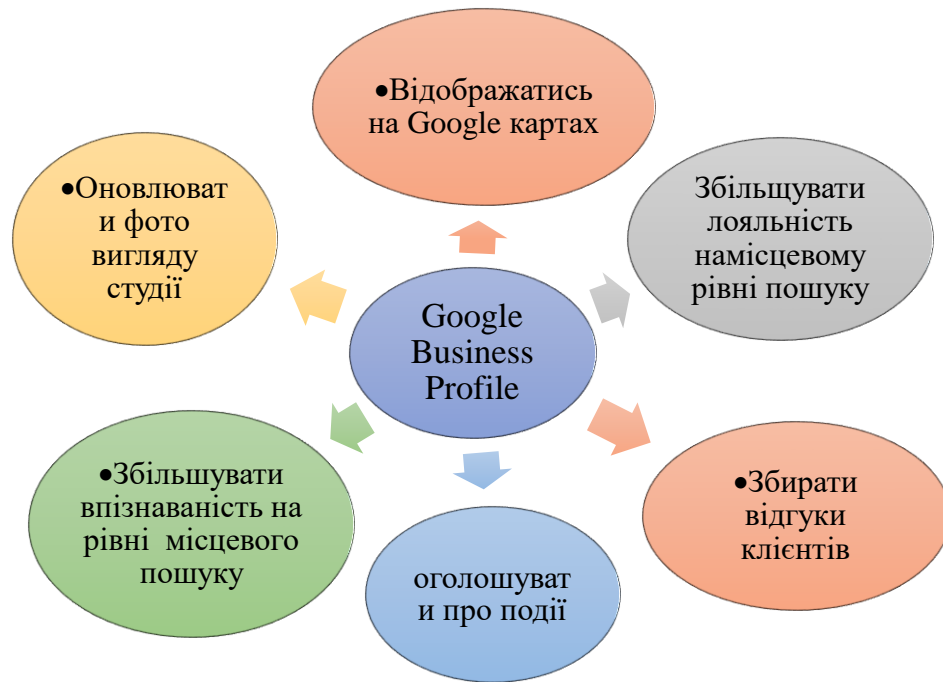 •Відображатись
на Google картах
Збільщувати
лояльність
намісцевому
рівні пошуку
•Збирати
відгуки
клієнтів
оголошуват
и про події
•Збільшувати
впізнаваність на
рівні місцевого
пошуку
•Оновлюват
и фото
вигляду
студії
Google
Business
Profile